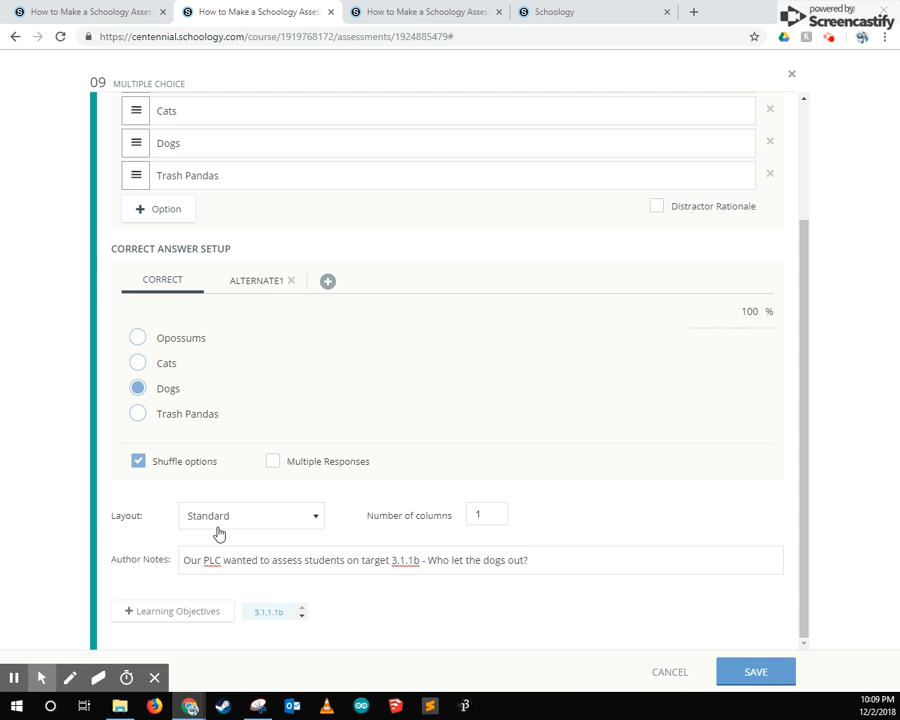 How to Make a Schoology Asses
How to Make a Schoology Asses
How to Make a Schoology Asses
Schoology
powered by:
Screencastify
https://centennial.schoology.com/course/1919768172/assessments/1924885479#
09 MULTIPLE CHOICE
Cats
Dogs
Trash Pandas
+ Option
Distractor Rationale
CORRECT ANSWER SETUP
CORRECT
ALTERNATE1
100 %
Opossums
Cats
Dogs
Trash Pandas
Shuffle options
Multiple Responses
Layout:
Standard
Number of columns
1
Author Notes:
Our PLC wanted to assess students on target 3.1.1b - Who let the dogs out?
+ Learning Objectives
3.1.1.1b
CANCEL
SAVE
10:09 PM
12/2/2018